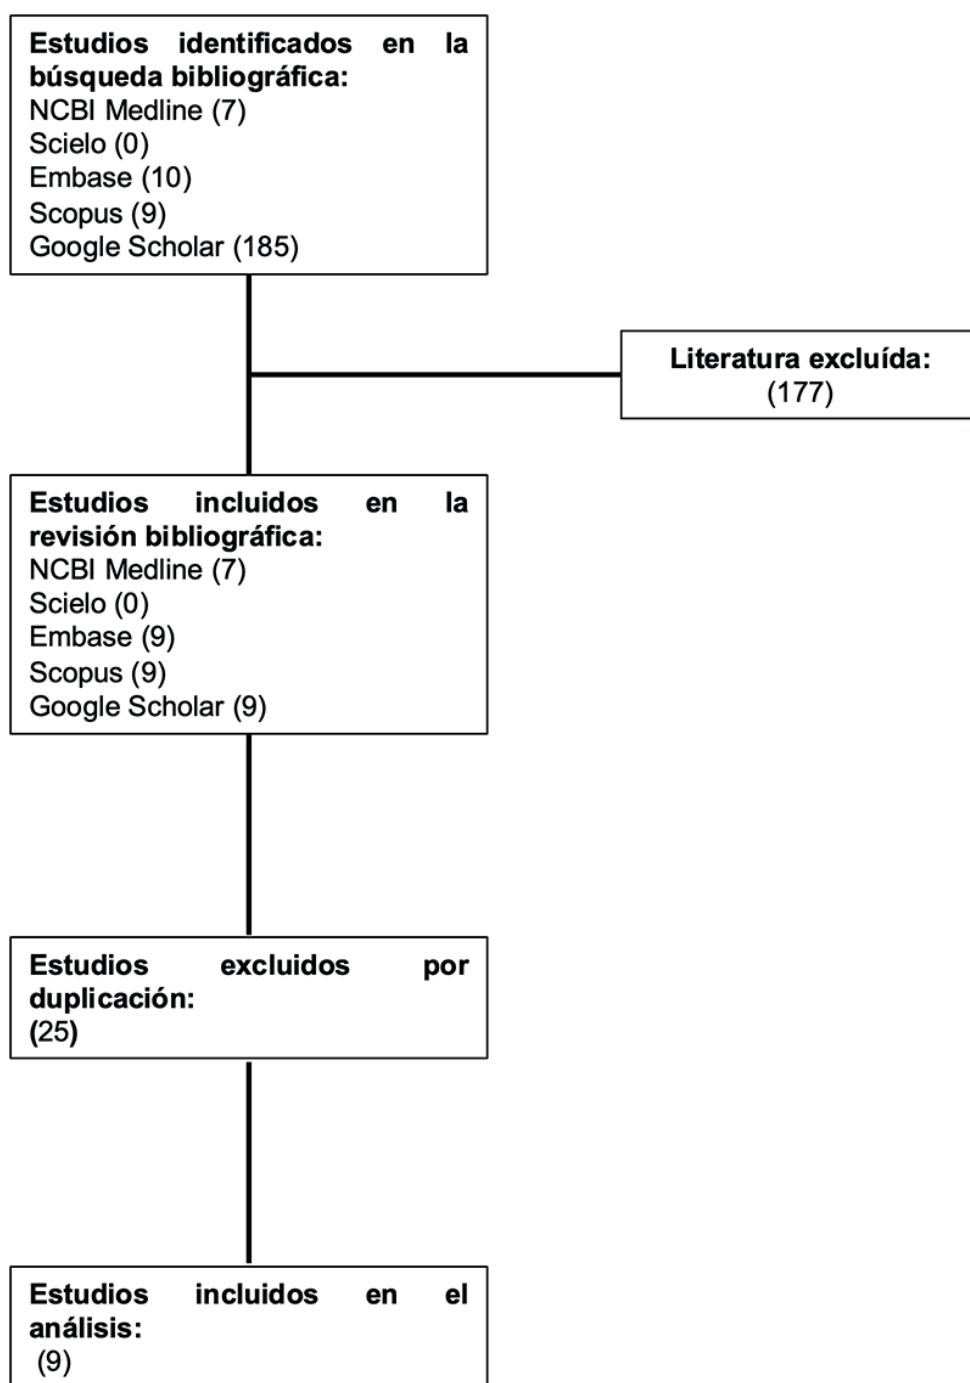 Estudios identificados en la
búsqueda bibliográfica:
NCBI Medline (7)
Scielo (0)
Embase (10)
Scopus (9)
Google Scholar (185)
Literatura excluída:
(177)
Estudios incluidos en la
revisión bibliográfica:
NCBI Medline (7)
Scielo (0)
Embase (9)
Scopus (9)
Google Scholar (9)
Estudios excluidos por
duplicación:
(25)
Estudios incluidos en el
análisis:
(9)